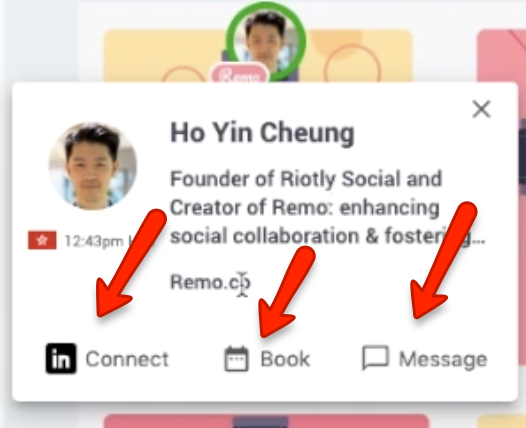 Remo
Ho Yin Cheung
Founder of Riotly Social and
Creator of Remo: enhancing
social collaboration & fostering...
12:43pm
Remo.co
in Connect
Book
Message